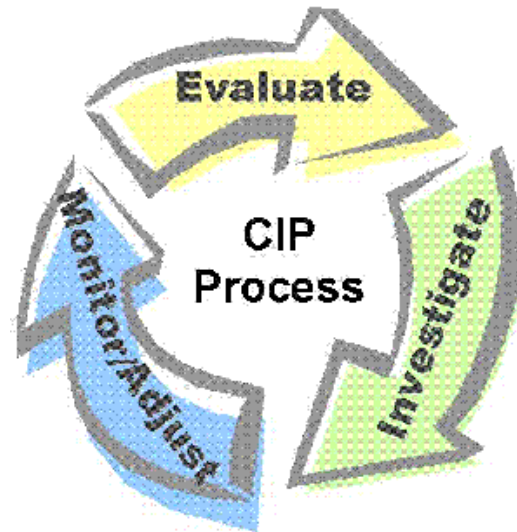 Evaluate
CIP
Process
Investigate
Monitor/Adjust